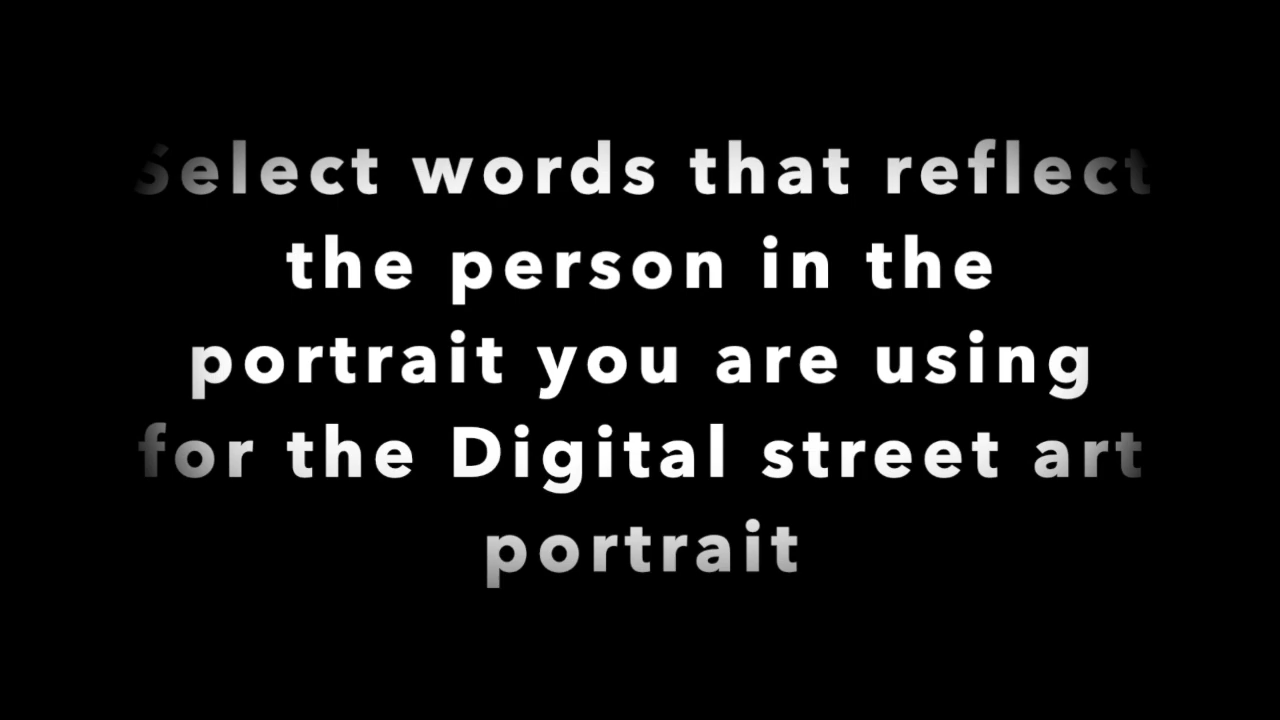 Select words that reflect
the person in the
portrait you are using
for the Digital street art
portrait